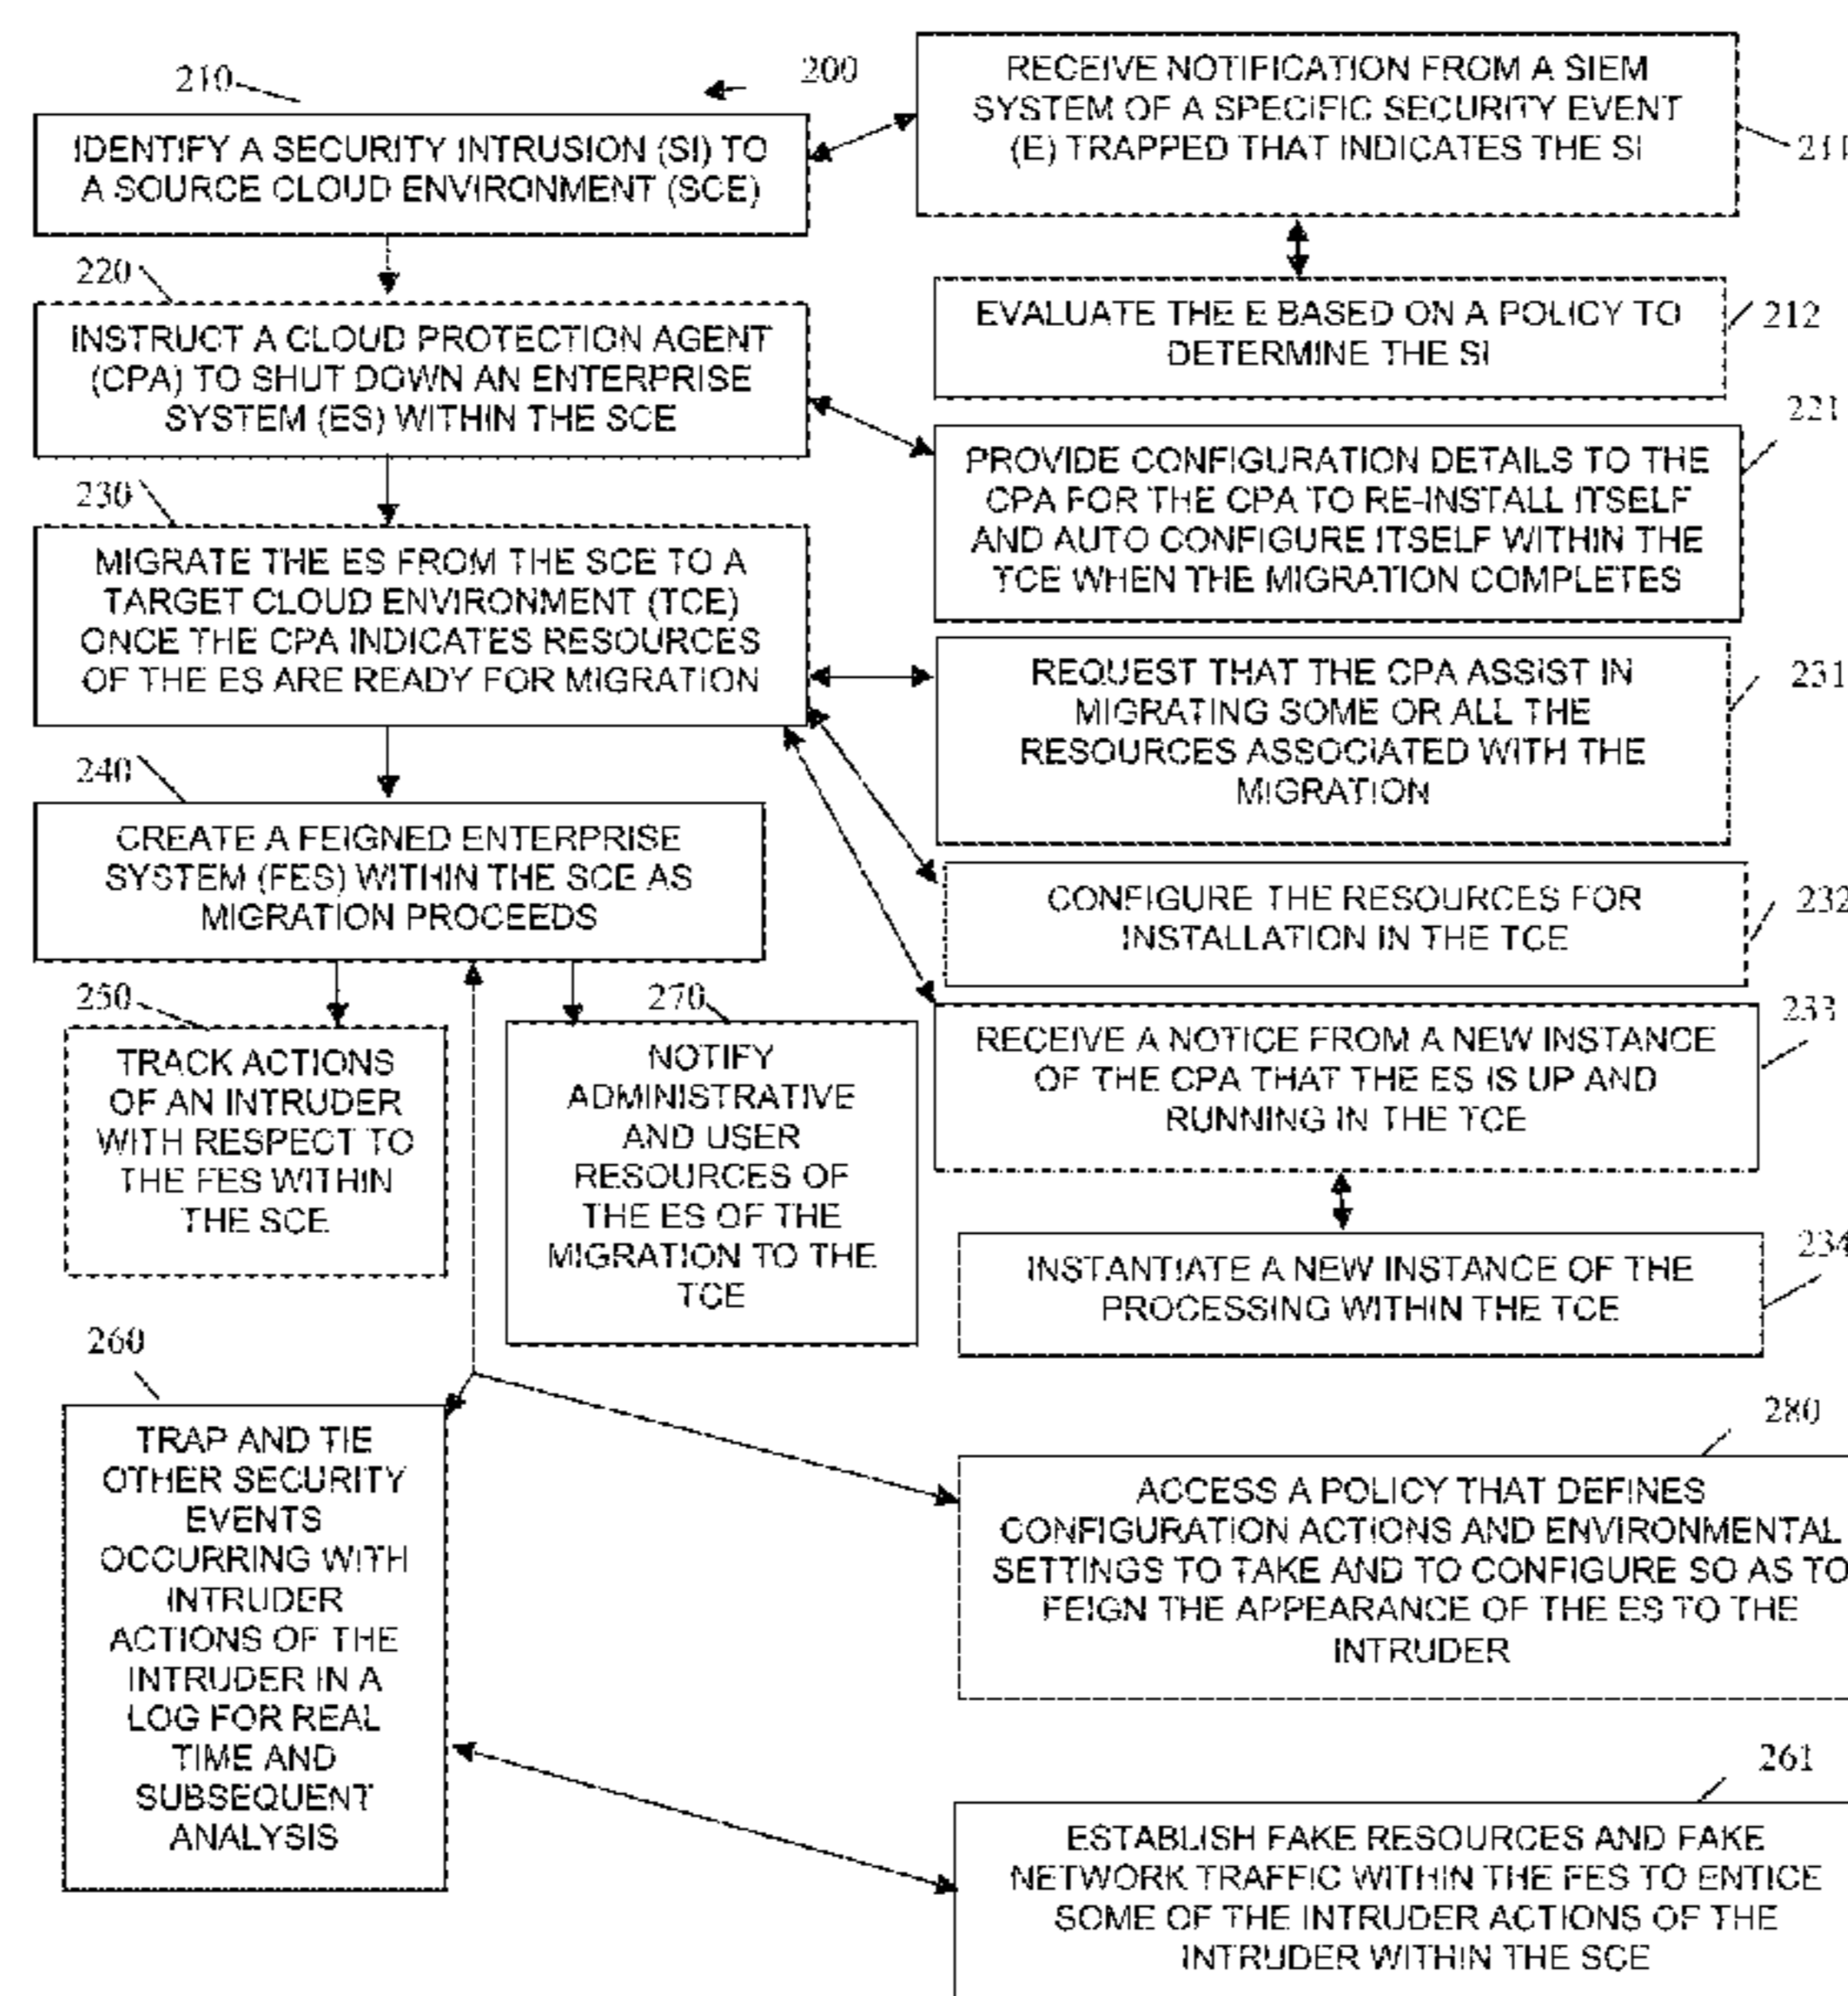 210
200
IDENTIFY A SECURITY INTRUSION (SI) TO
A SOURCE CLOUD ENVIRONMENT (SCE)
RECEIVE NOTIFICATION FROM A SIEM
SYSTEM OF A SPECIFIC SECURITY EVENT
(E) TRAPPED THAT INDICATES THE SI
211
EVALUATE THE E BASED ON A POLICY TO
DETERMINE THE SI
212
220
INSTRUCT A CLOUD PROTECTION AGENT
(CPA) TO SHUT DOWN AN ENTERPRISE
SYSTEM (ES) WITHIN THE SCE
221
PROVIDE CONFIGURATION DETAILS TO THE
CPA FOR THE CPA TO RE-INSTALL ITSELF
AND AUTO CONFIGURE ITSELF WITHIN THE
TCE WHEN THE MIGRATION COMPLETES
230
MIGRATE THE ES FROM THE SCE TO A
TARGET CLOUD ENVIRONMENT (TCE)
ONCE THE CPA INDICATES RESOURCES
OF THE ES ARE READY FOR MIGRATION
REQUEST THAT THE CPA ASSIST IN
MIGRATING SOME OR ALL THE
RESOURCES ASSOCIATED WITH THE
MIGRATION
231
CONFIGURE THE RESOURCES FOR
INSTALLATION IN THE TCE
232
RECEIVE A NOTICE FROM A NEW INSTANCE
OF THE CPA THAT THE ES IS UP AND
RUNNING IN THE TCE
233
INSTANTIATE A NEW INSTANCE OF THE
PROCESSING WITHIN THE TCE
234
240
CREATE A FEIGNED ENTERPRISE
SYSTEM (FES) WITHIN THE SCE AS
MIGRATION PROCEEDS
250
TRACK ACTIONS
OF AN INTRUDER
WITH RESPECT TO
THE FES WITHIN
THE SCE
270
NOTIFY
ADMINISTRATIVE
AND USER
RESOURCES OF
THE ES OF THE
MIGRATION TO THE
TCE
260
TRAP AND TIE
OTHER SECURITY
EVENTS
OCCURRING WITH
INTRUDER
ACTIONS OF THE
INTRUDER IN A
LOG FOR REAL
TIME AND
SUBSEQUENT
ANALYSIS
280
ACCESS A POLICY THAT DEFINES
CONFIGURATION ACTIONS AND ENVIRONMENTAL
SETTINGS TO TAKE AND TO CONFIGURE SO AS TO
FEIGN THE APPEARANCE OF THE ES TO THE
INTRUDER
261
ESTABLISH FAKE RESOURCES AND FAKE
NETWORK TRAFFIC WITHIN THE FES TO ENTICE
SOME OF THE INTRUDER ACTIONS OF THE
INTRUDER WITHIN THE SCE